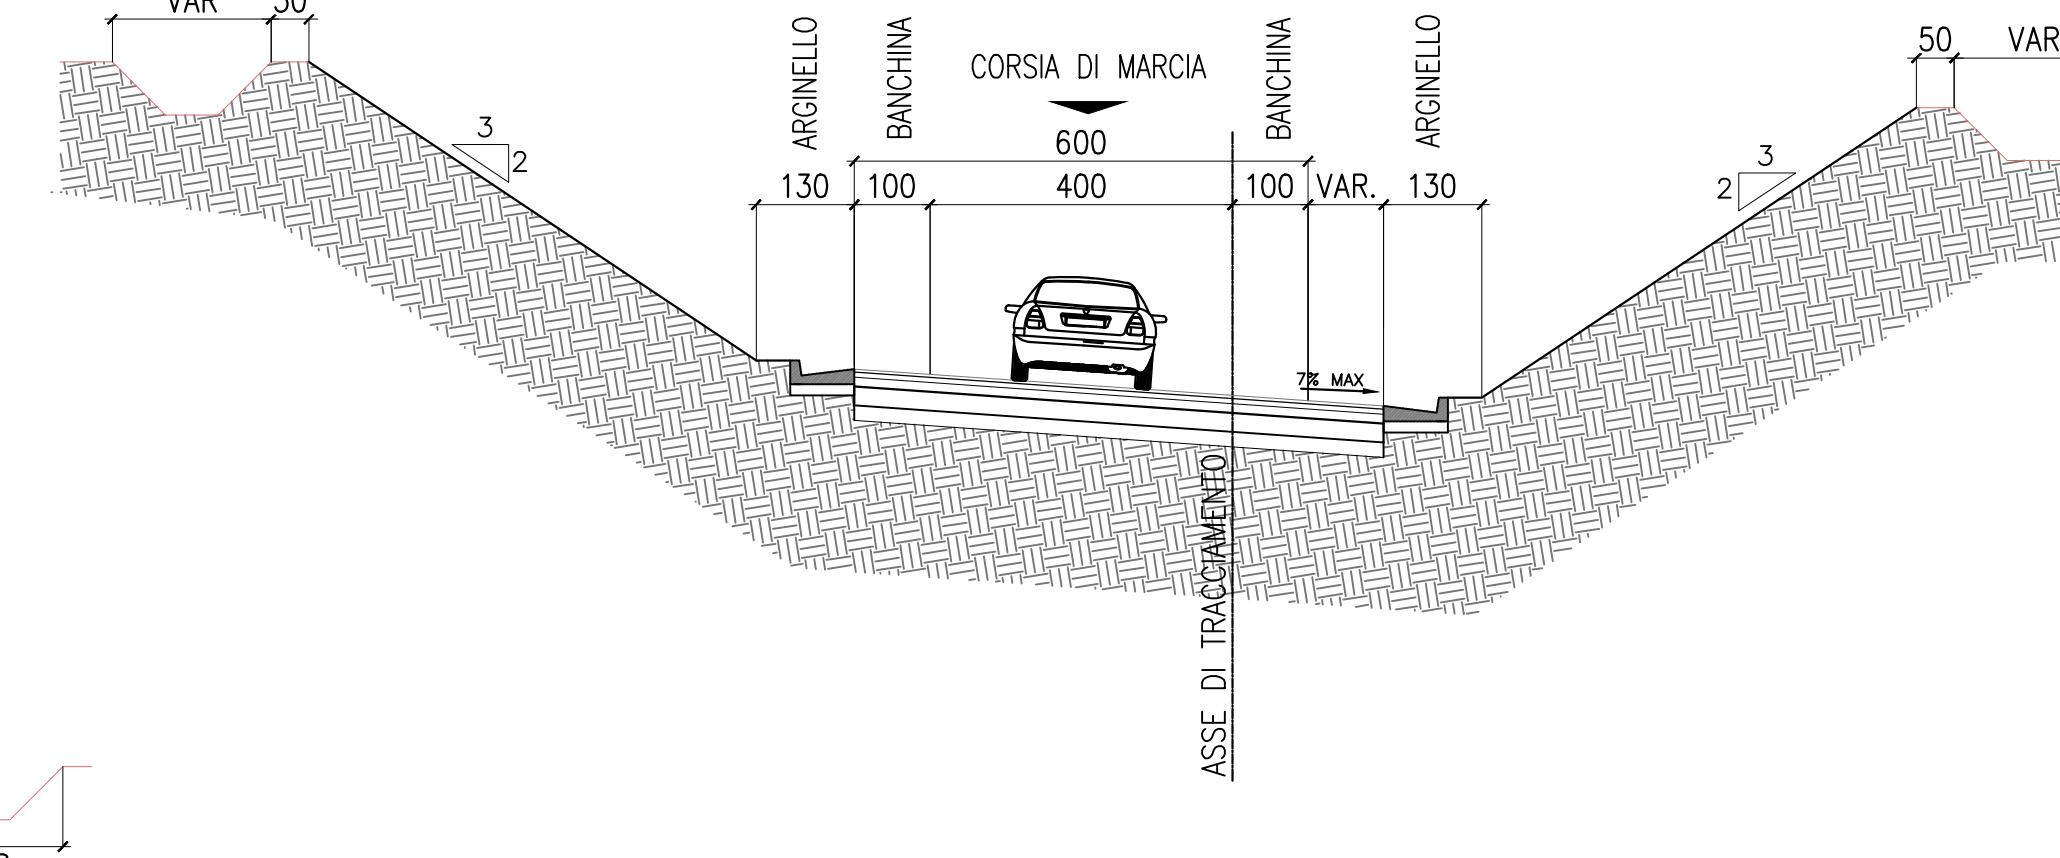 VAR 50
ARGINELLO
BANCHINA
CORSIA DI MARCIA
BANCHINA
ARGINELLO
50 VAR
600
130 100 400 100 VAR. 130
3
2
3
2
7% MAX
ASSE DI TRACCIAMENTO